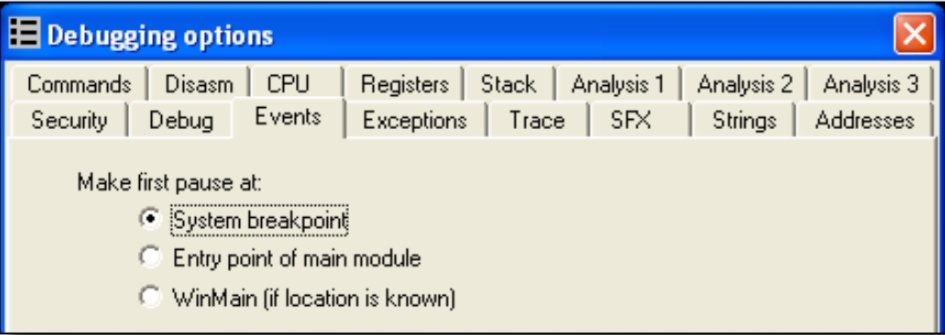 Debugging options
Commands Disasm CPU Registers Stack Analysis 1 Analysis 2 Analysis 3
Security Debug Events Exceptions Trace SFX Strings Addresses
Make first pause at:
System breakpoint
Entry point of main module
WinMain (if location is known)